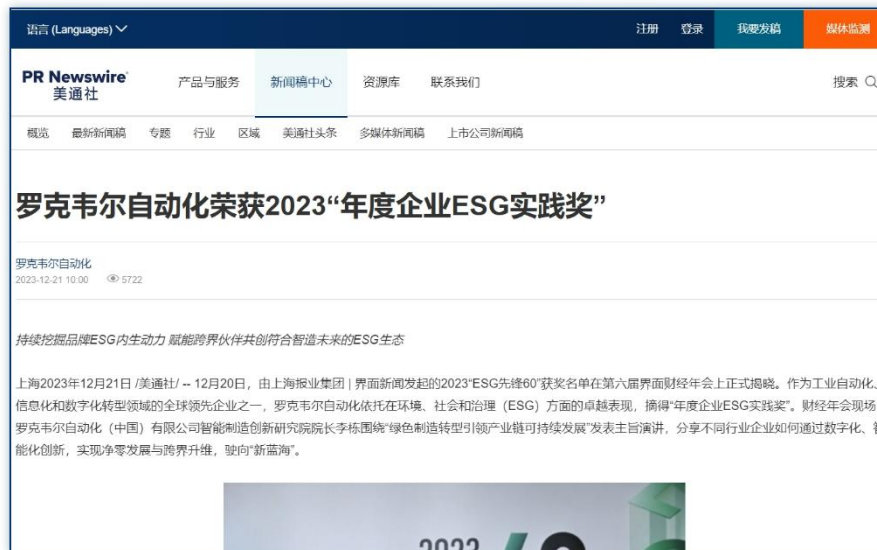 语言 (Languages)
注册 登录 我要发稿 媒体监测
PR Newswire
美通社
产品与服务 新闻稿中心 资源库 联系我们 搜索
概览 最新新闻稿 专题 行业 区域 美通社头条 多媒体新闻稿 上市公司新闻稿
罗克韦尔自动化荣获2023“年度企业ESG实践奖”
罗克韦尔自动化
2023-12-21 10:00 5722
持续挖掘品牌ESG内生动力 赋能跨界伙伴共创符合智造未来的ESG生态
上海2023年12月21日 /美通社/ -- 12月20日，由上海报业集团 | 界面新闻发起的2023“ESG先锋60”获奖名单在第六届界面财经年会上正式揭晓。作为工业自动化、
信息化和数字化转型领域的全球领先企业之一，罗克韦尔自动化依托在环境、社会和治理（ESG）方面的卓越表现，摘得“年度企业ESG实践奖”。财经年会现场
罗克韦尔自动化（中国）有限公司智能制造创新研究院院长李栋围绕“绿色制造转型引领产业链可持续发展”发表主旨演讲，分享不同行业企业如何通过数字化、智
能化创新，实现净零发展与跨界升维，驶向“新蓝海”。
2023